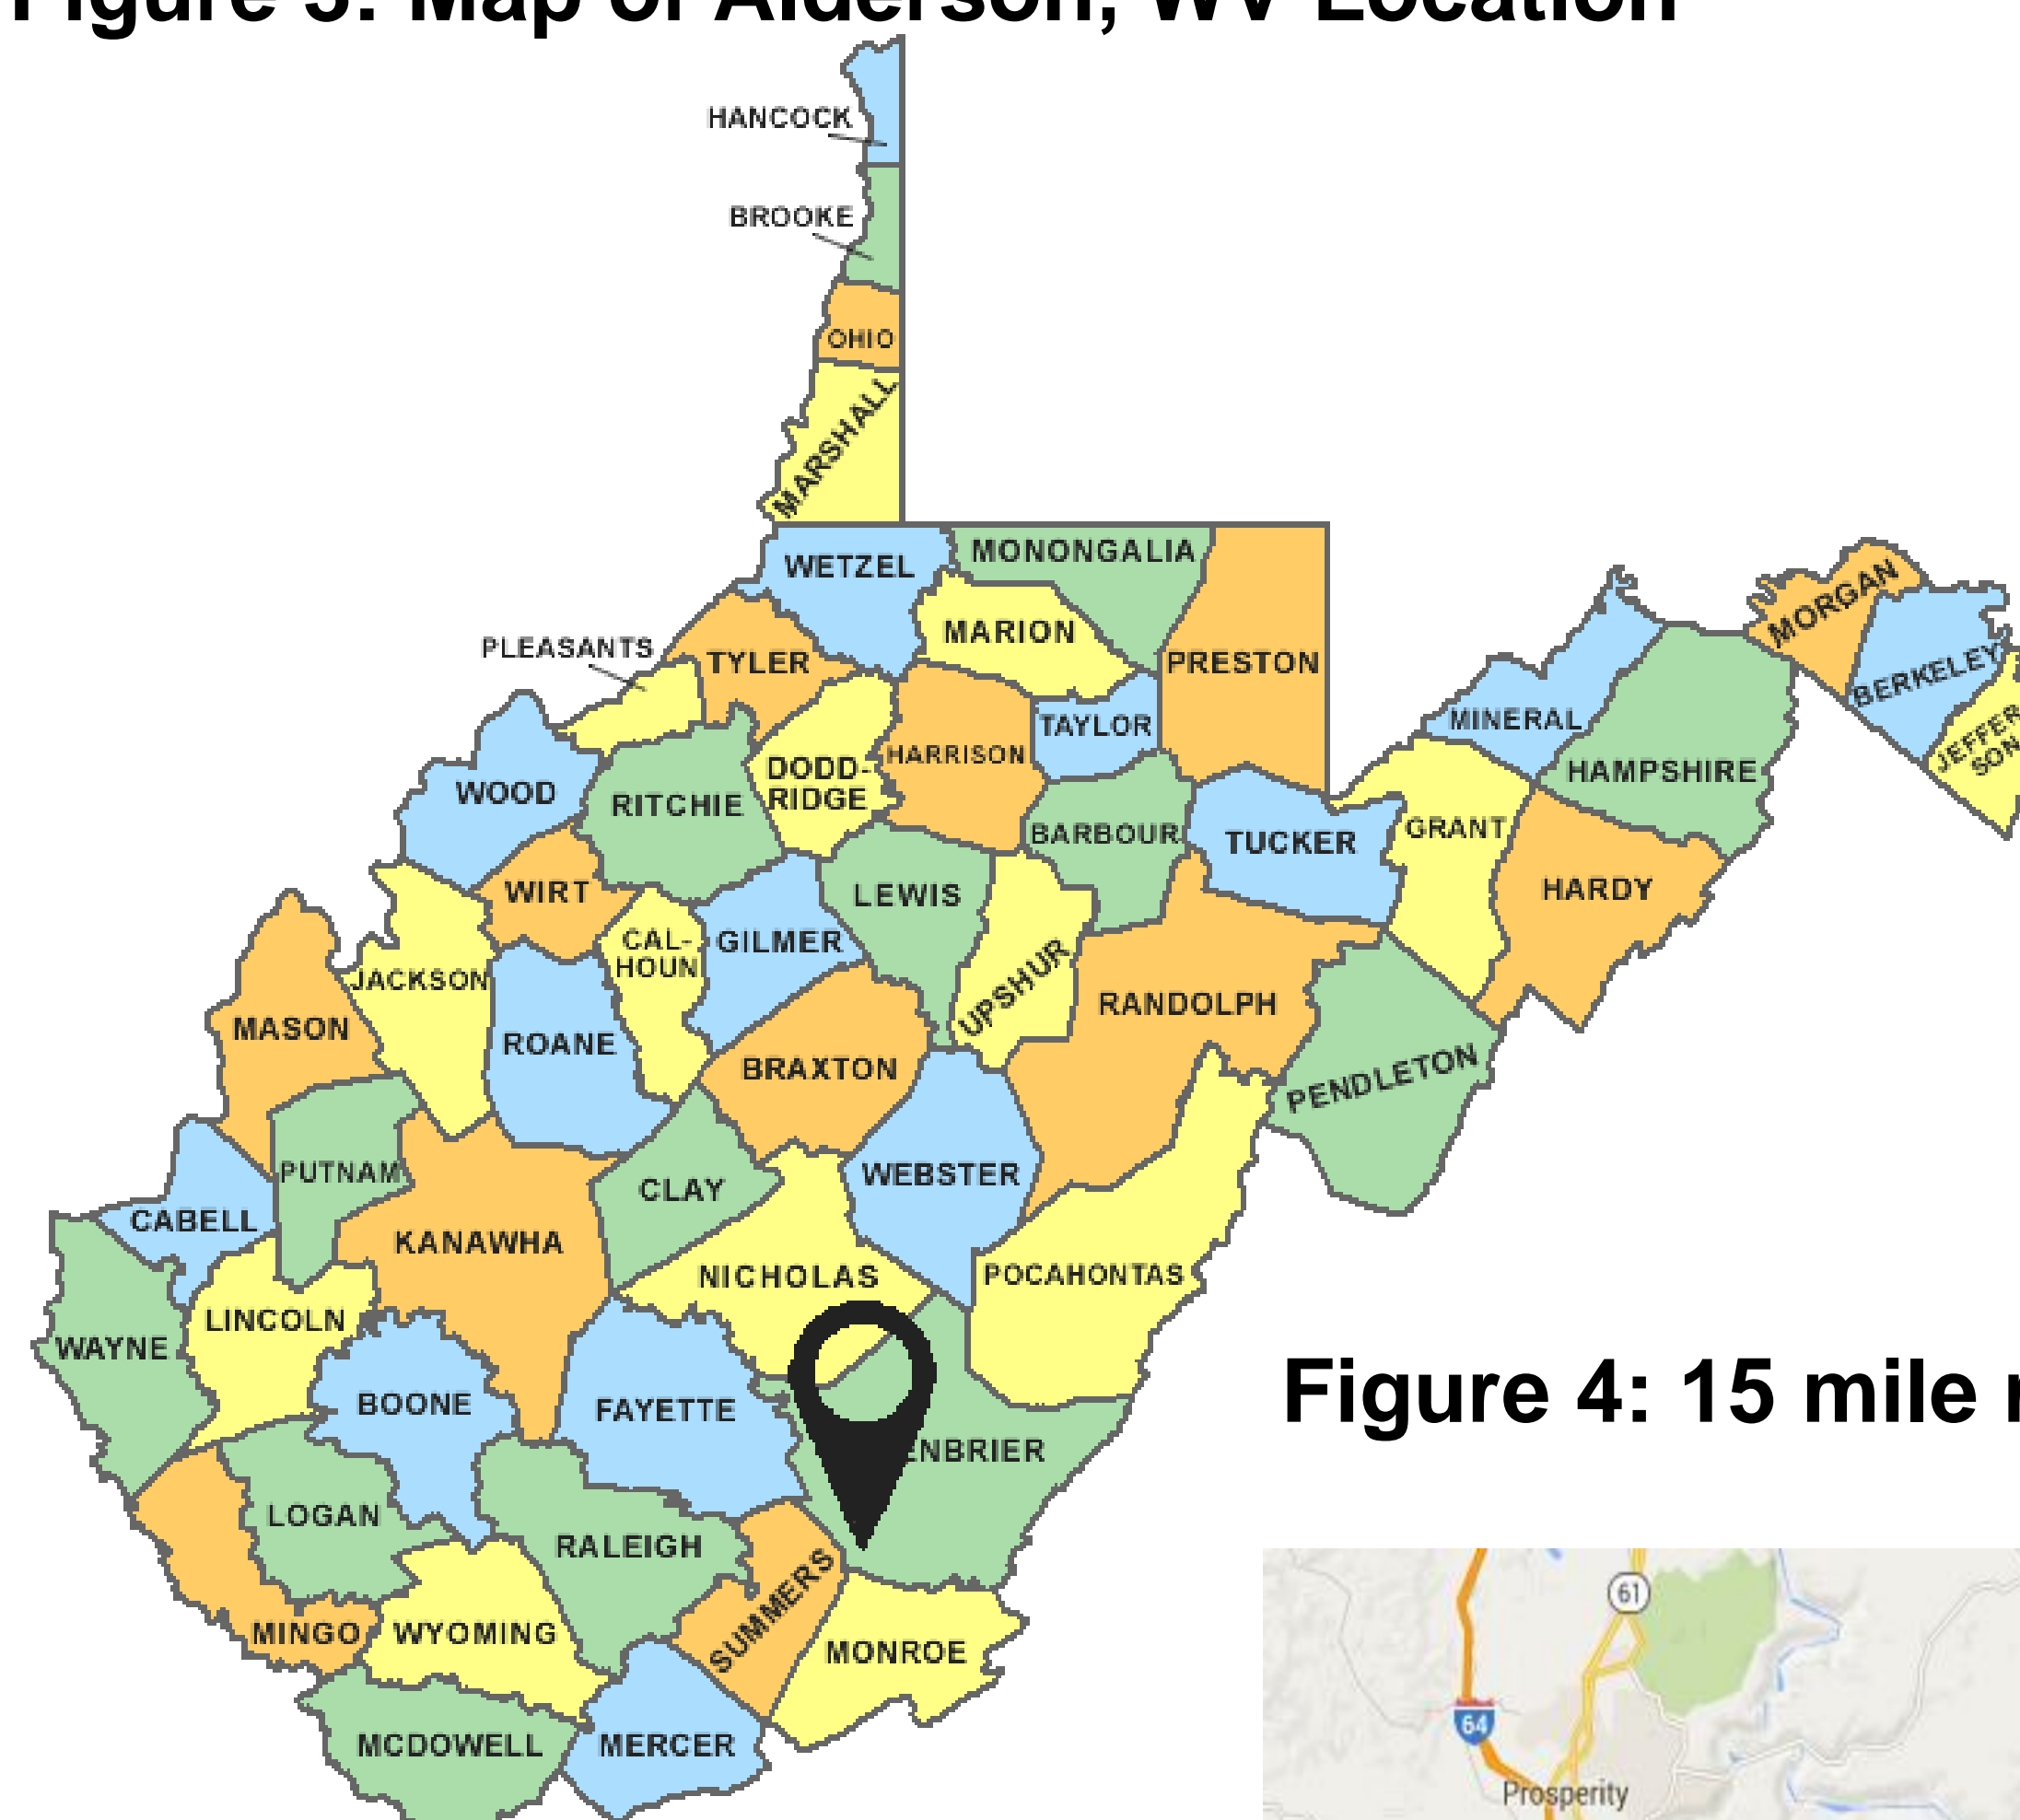 Figure 3: Map of Alderson, WV Location
HANCOCK
BROOKE
OHIO
MARSHALL
WETZEL
MONONGALIA
MARION
PRESTON
PLEASANTS
TYLER
TAYLOR
HARRISON
DODD-
RIDGE
WOOD
RITCHIE
BARBOUR
TUCKER
MINERAL
HAMPSHIRE
MORGAN
BERKELEY
JEFFER
SON
GRANT
HARDY
WIRT
LEWIS
CAL-
HOUN
GILMER
UPSHUR
RANDOLPH
JACKSON
MASON
ROANE
BRAXTON
PENDLETON
PUTNAM
CLAY
WEBSTER
CABELL
KANAWHA
NICHOLAS
POCAHONTAS
LINCOLN
WAYNE
BOONE
FAYETTE
ENBRIER
LOGAN
RALEIGH
SUMMERS
MINGO
WYOMING
MONROE
MCDOWELL
MERCER
Figure 4: 15 mile
61
64
Prosperity